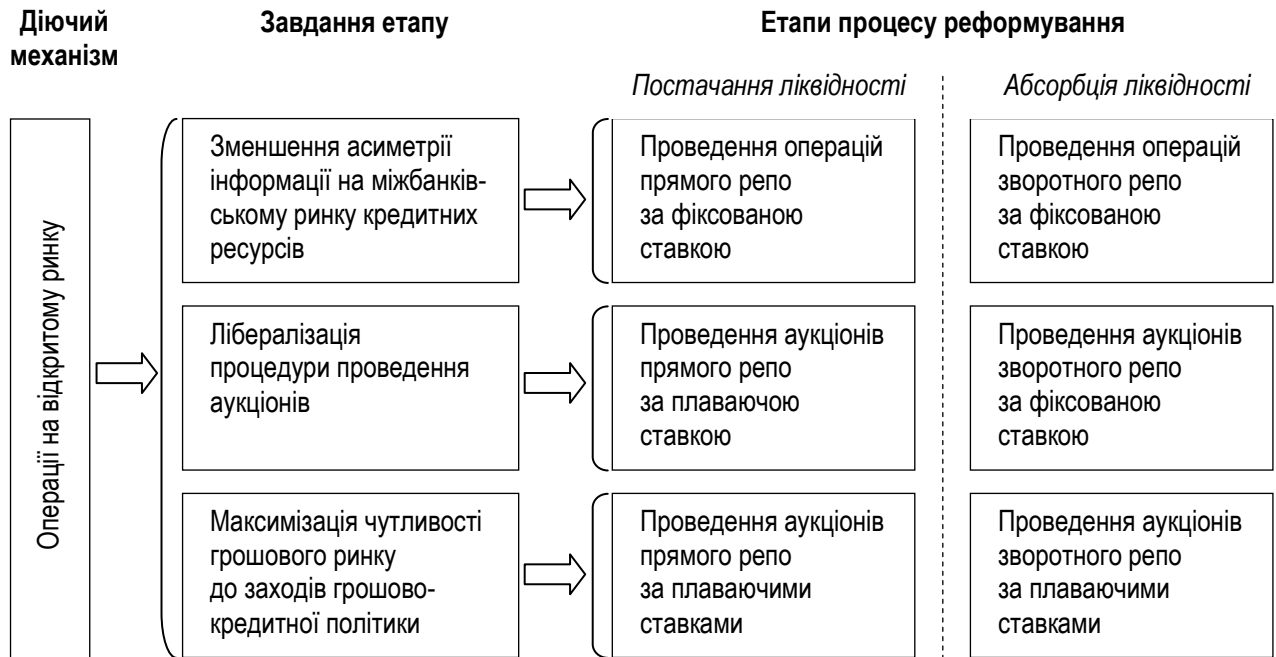 Діючий
механізм
Завдання етапу
Етапи процесу реформування
Постачання ліквідності
Абсорбція ліквідності
Операції на відкритому ринку
Зменшення асиметрії
інформації на міжбанків-
ському ринку кредитних
ресурсів
Проведення операцій
прямого репо
за фіксованою
ставкою
Проведення операцій
зворотного репо
за фіксованою
ставкою
Лібералізація
процедури проведення
аукціонів
Проведення аукціонів
прямого репо
за плаваючою
ставкою
Проведення аукціонів
зворотного репо
за фіксованою
ставкою
Максимізація чутливості
грошового ринку
до заходів грошово-
кредитної політики
Проведення аукціонів
прямого репо
за плаваючими
ставками
Проведення аукціонів
зворотного репо
за плаваючими
ставками